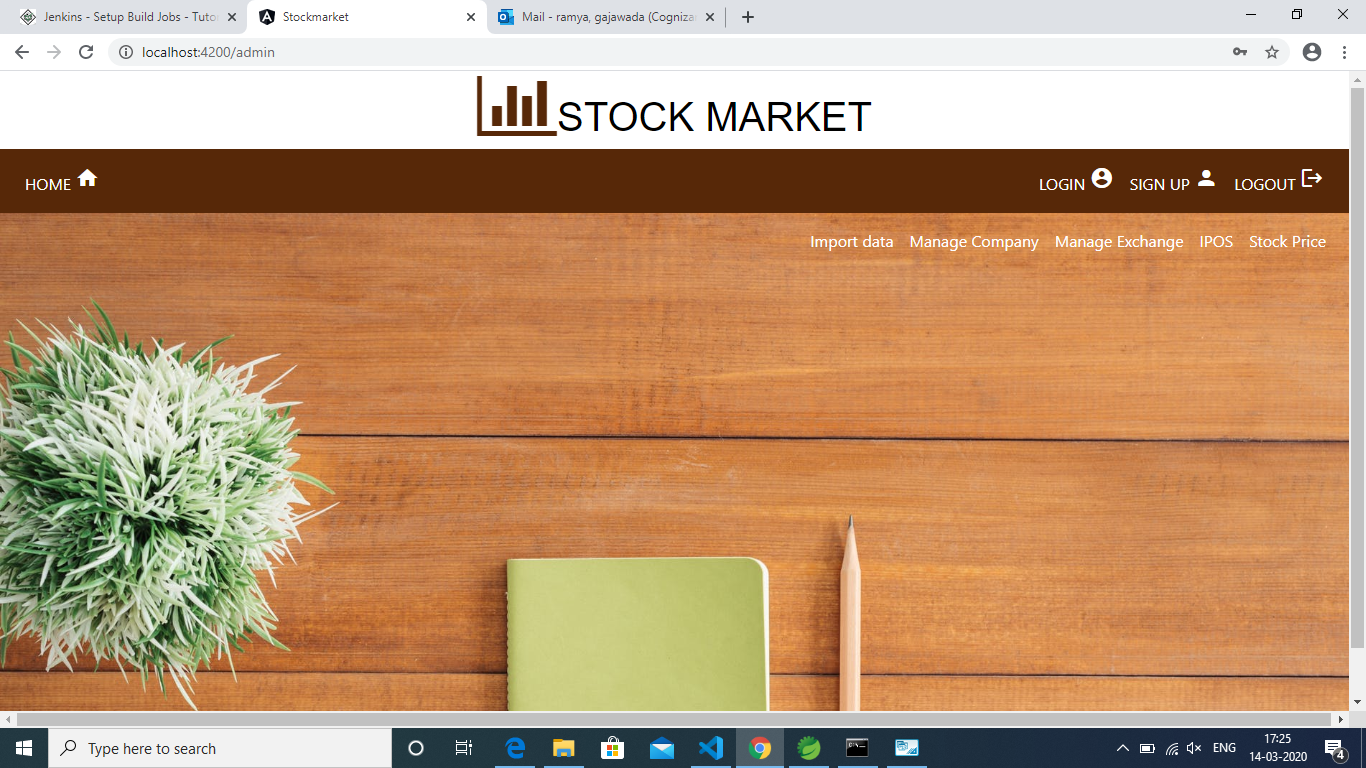 Jenkins - Setup Build Jobs - Tuto
Stockmarket
Mail - ramya, gajawada (Cogniza
localhost:4200/admin
STOCK MARKET
HOME
LOGIN
SIGN UP
LOGOUT
Import data
Manage Company
Manage Exchange
IPOS
Stock Price
Type here to search
ENG
17:25
14-03-2020
4